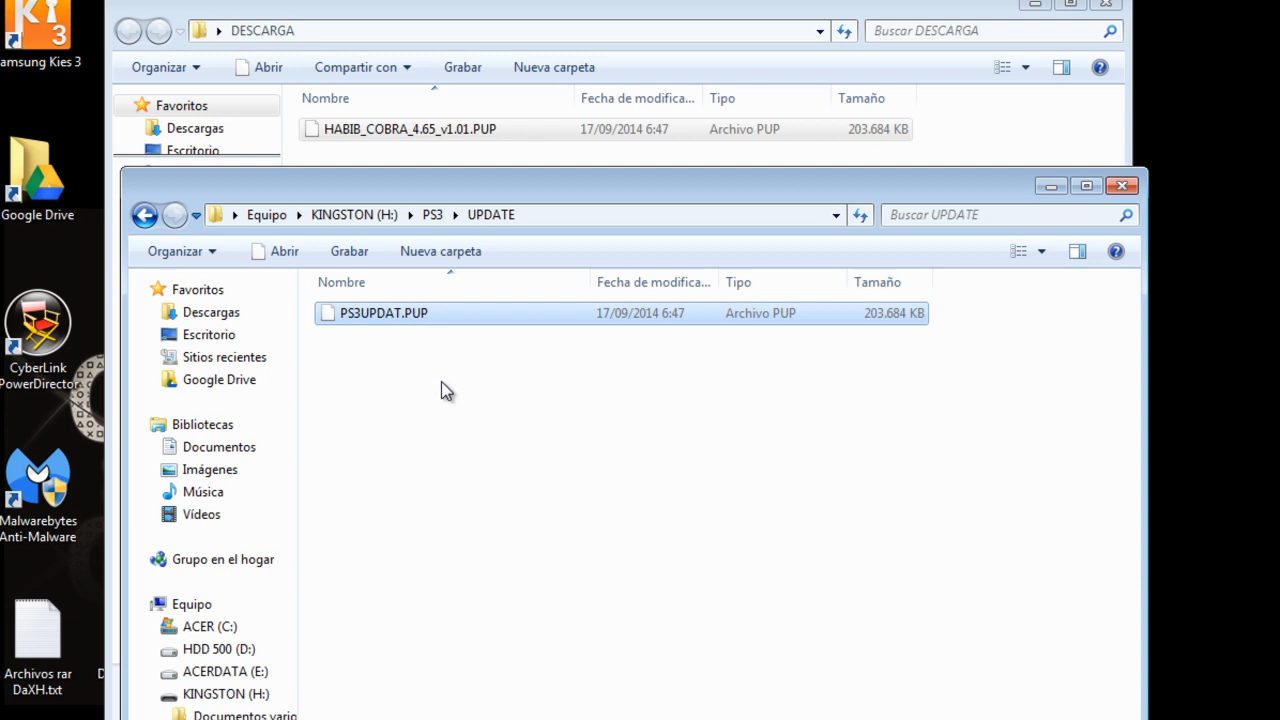 amsung Kies 3
Google Drive
CyberLink
PowerDirector
Malwarebytes
Anti-Malware
Archivos rar
DaXH.txt
D
DESCARGA
Buscar DESCARGA
Organizar
Abrir
Compartir con
Grabar
Nueva carpeta
Favoritos
Descargas
Escritorio
Nombre
Fecha de modifica...
Tipo
Tamaño
HABIB_COBRA_4.65_v1.01.PUP
17/09/2014 6:47
Archivo PUP
203.684 KB
Equipo
KINGSTON (H:)
PS3
UPDATE
Buscar UPDATE
Organizar
Abrir
Grabar
Nueva carpeta
Favoritos
Descargas
Escritorio
Sitios recientes
Google Drive
Bibliotecas
Documentos
Imágenes
Música
Vídeos
Grupo en el hogar
Equipo
ACER (C:)
HDD 500 (D:)
ACERDATA (E:)
KINGSTON (H:)
Documentos vario
Nombre
Fecha de modifica...
Tipo
Tamaño
PS3UPDAT.PUP
17/09/2014 6:47
Archivo PUP
203.684 KB